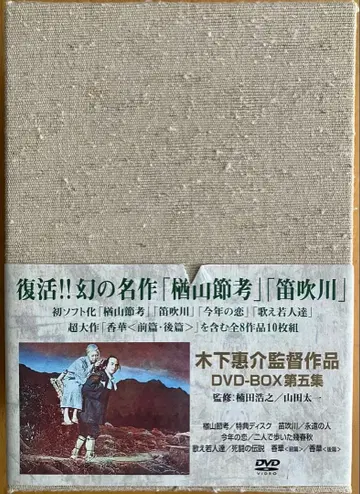 復活!! 幻の名作「楢山節考」「笛吹川」
初ソフト化「楢山節考」「笛吹川」「今年の恋」「歌え若人達」
超大作「香華<前篇・後篇>」を含む全8作品10枚組
木下惠介監督作品
DVD-BOX 第五集
監修:脇田浩之/山田太一
楢山節考/特典ディスク 笛吹川/永遠の人
今年の恋/二人で歩いた幾春秋
歌え若人達/死闘の伝説 香華<前篇>/香華<後篇>
DVD
VIDEO